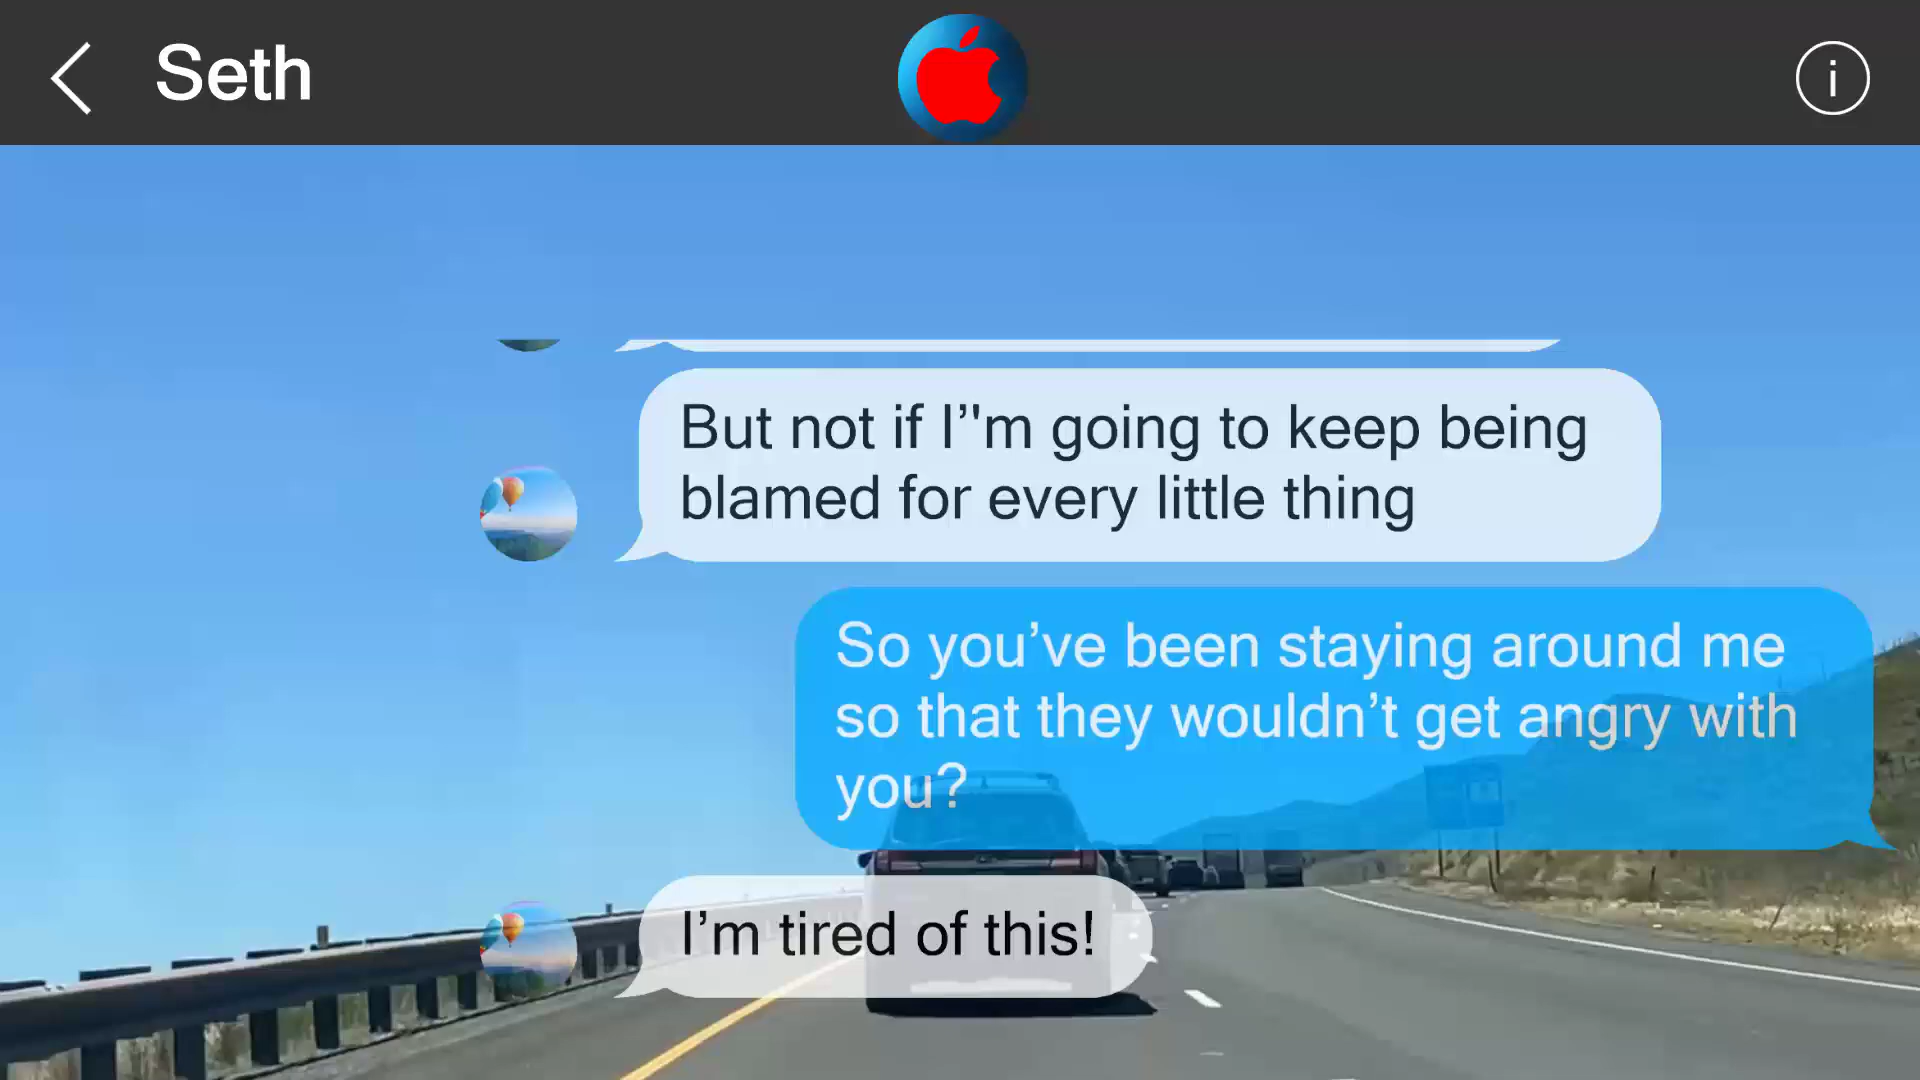 Seth
i
But not if I’"m going to keep being
blamed for every little thing
So you’ve been staying around me
so that they wouldn’t get angry with
you?
I’m tired of this!